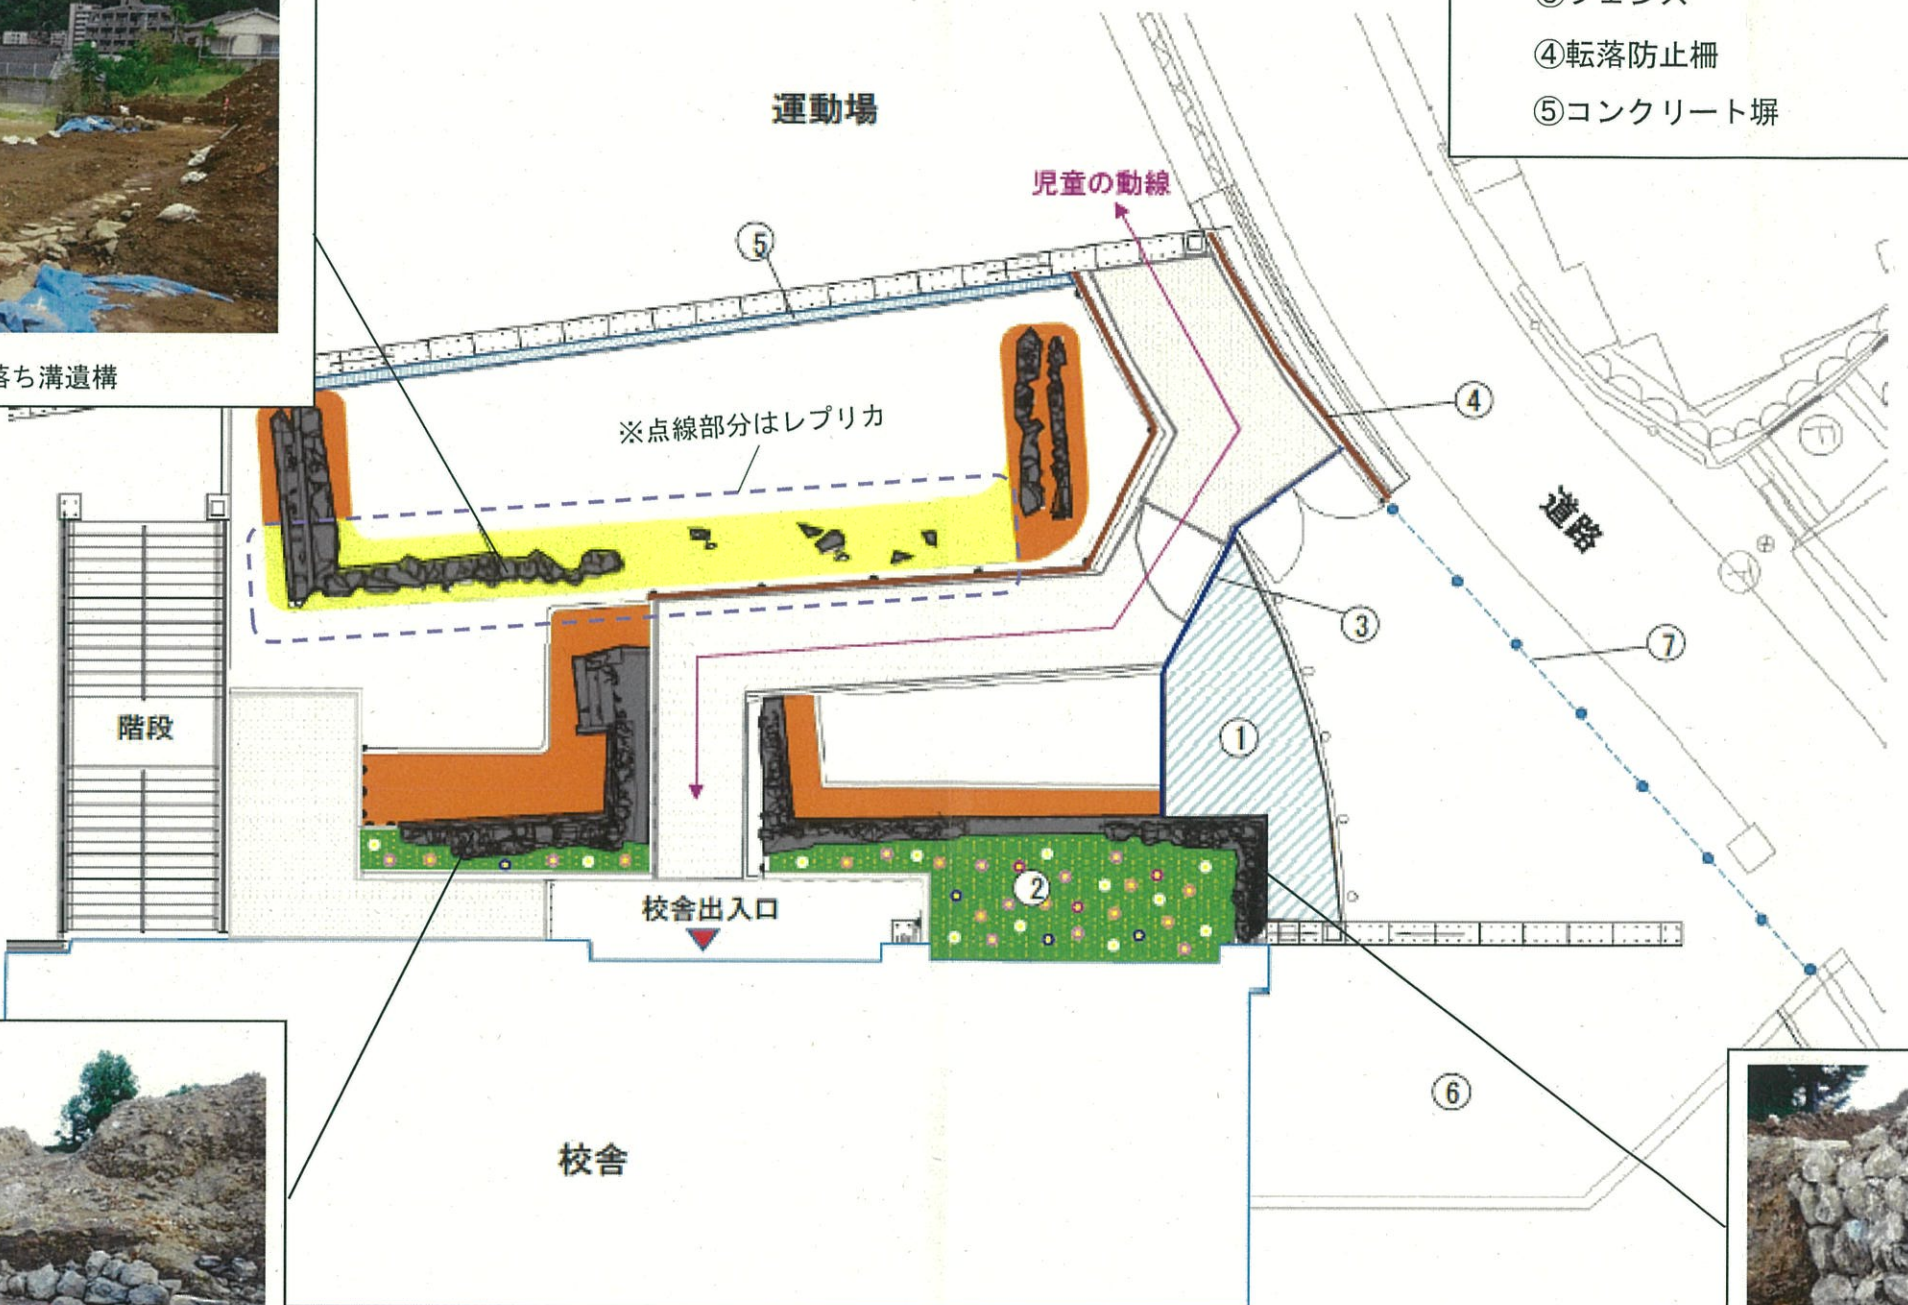 ④転落防止柵
⑤コンクリート塀
運動場
児童の動線
⑤
落ち溝遺構
※点線部分はレプリカ
④
道路
③
⑦
階段
①
②
校舎出入口
⑥
校舎